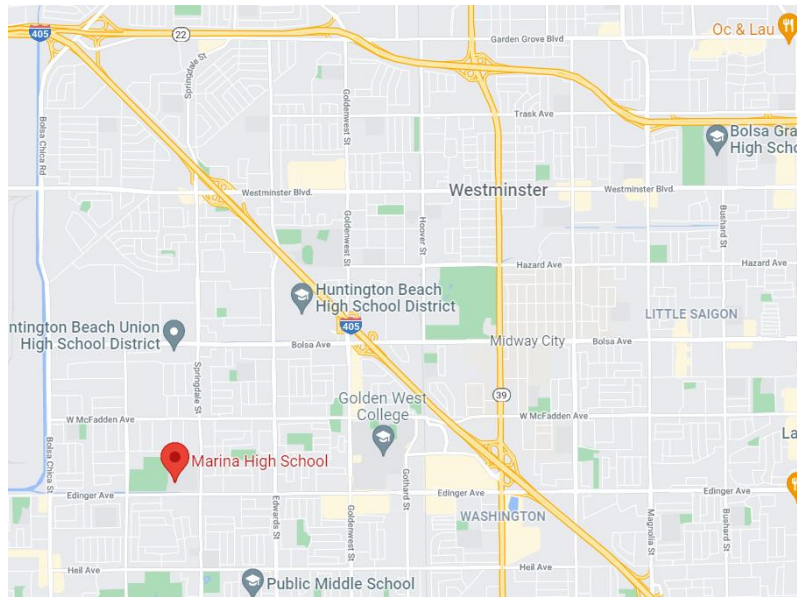 405
22
Garden Grove Blvd
Oc & Lau
Springdale St
Goldenwest St
Trask Ave
Bolsa Gra
High Scho
Bolsa Chica Rd
Westminster Blvd.
Westminster
Westminster Blvd.
Goldenwest St
Hoover St
Bushard St
Hazard Ave
Hazard Ave
Huntington Beach
High School District
LITTLE SAIGON
ntington Beach Union
High School District
405
Bolsa Ave
Midway City
Bolsa Ave
Springdale St
Golden West
College
39
W McFadden Ave
W McFadden Ave
La
Bolsa Chica St
Marina High School
Gothard St
Edinger Ave
Edinger Ave
Edinger Ave
WASHINGTON
Edwards St
Goldenwest St
Magnolia St
Bushard St
Heil Ave
Heil Ave
Public Middle School